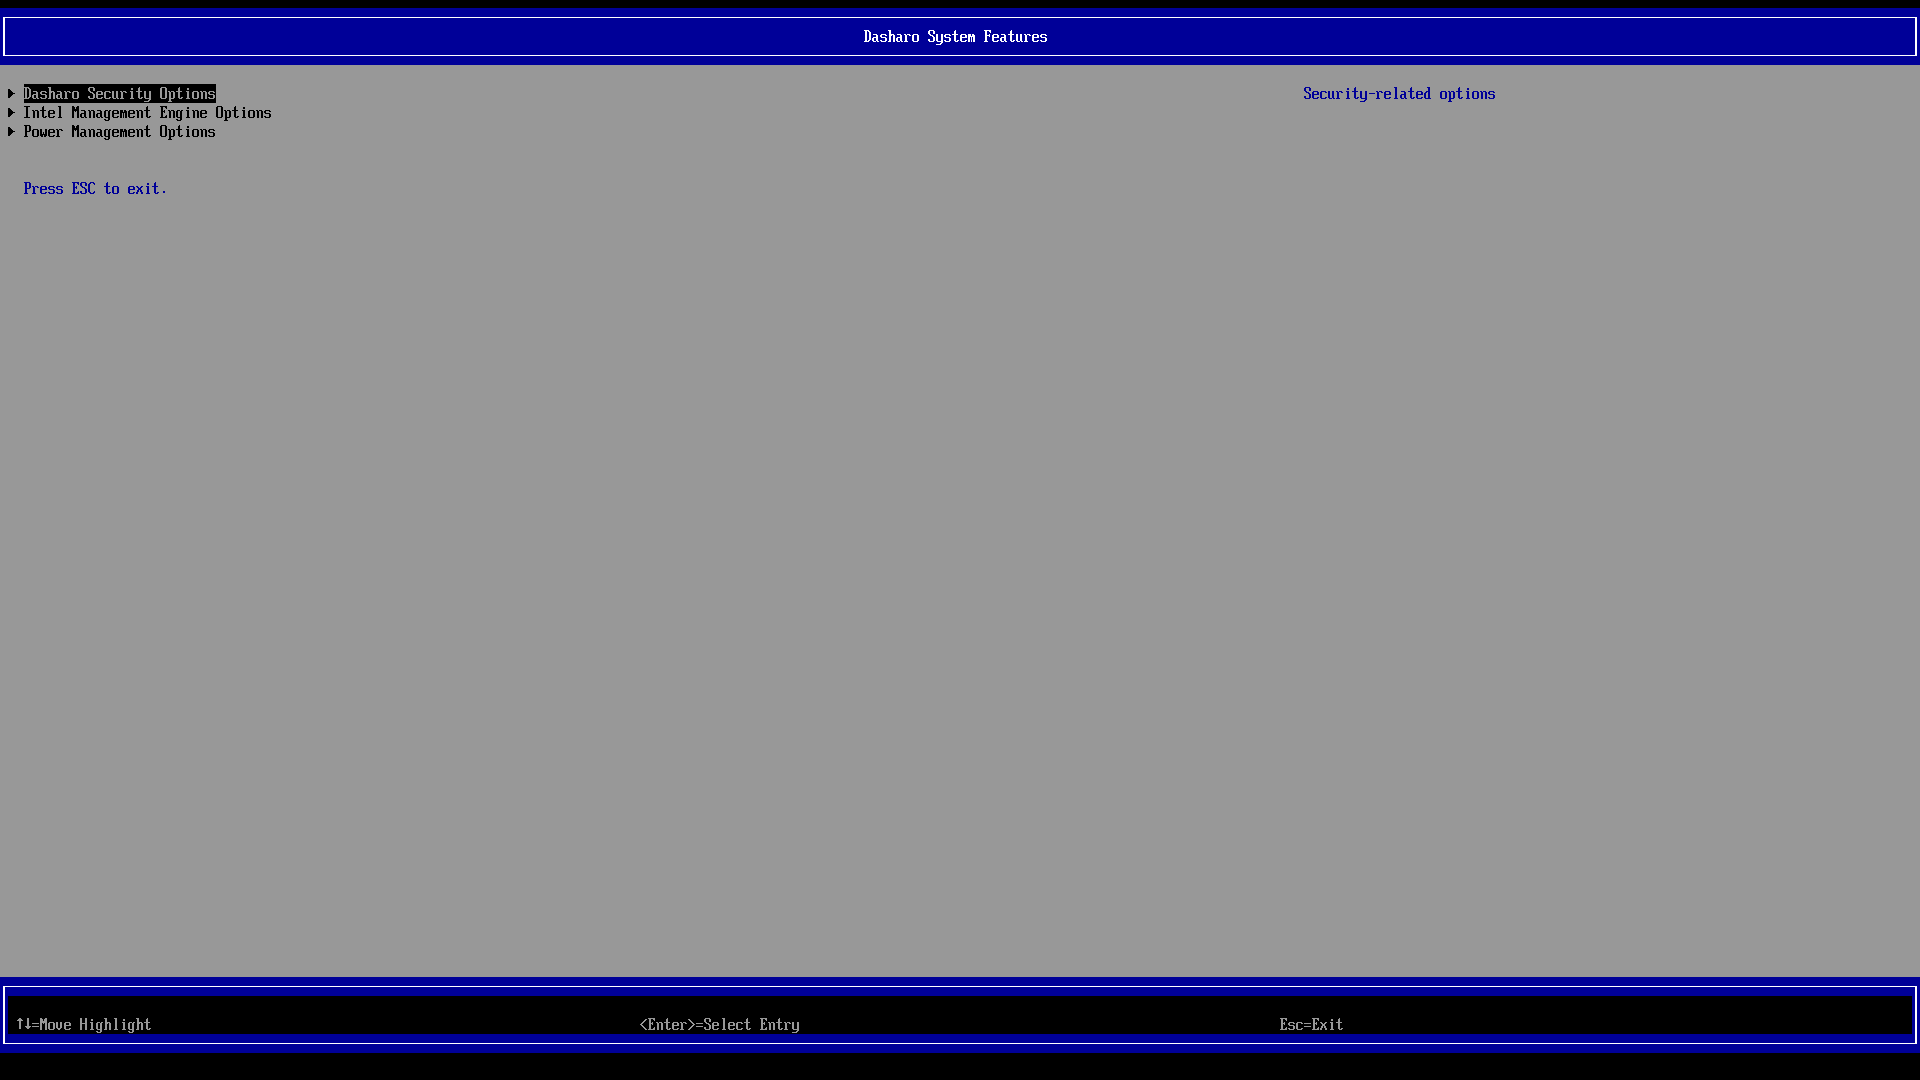 Dasharo System Features
Dasharo Security Options
Security-related options
Intel Management Engine Options
Power Management Options
Press ESC to exit.
↑↓=Move Highlight
<Enter>=Select Entry
Esc=Exit